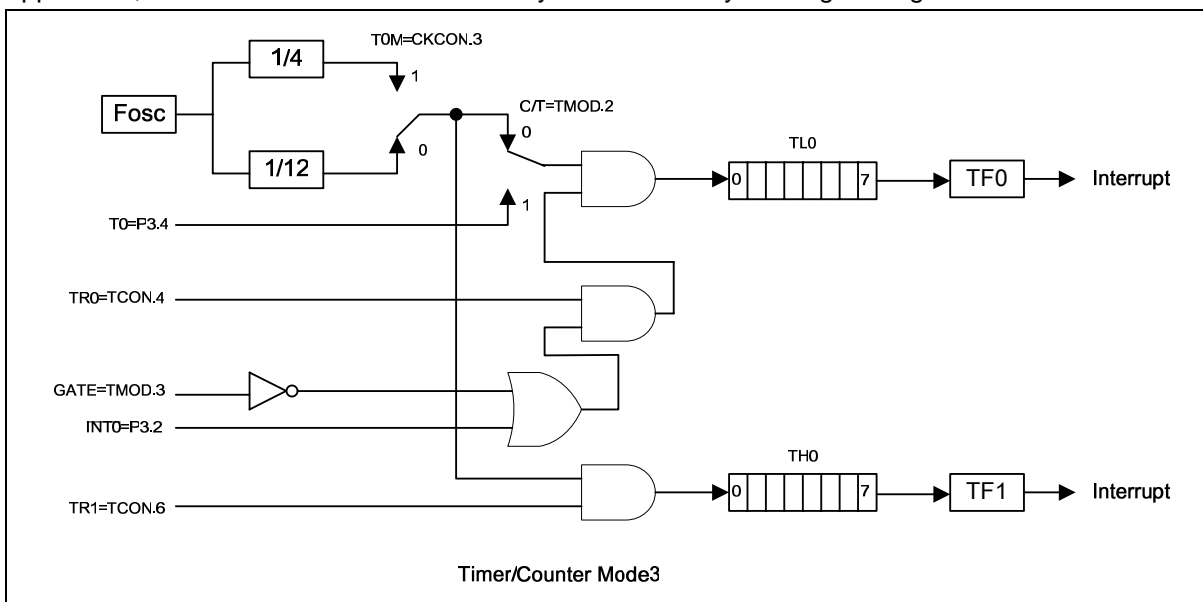 1/4
T0M=CKCON.3
1
Fosc
C/T=TMOD.2
0
0
1/12
TL0
0 7
TF0
Interrupt
1
T0=P3.4
TR0=TCON.4
GATE=TMOD.3
INT0=P3.2
TH0
0 7
TF1
Interrupt
TR1=TCON.6
Timer/Counter Mode3